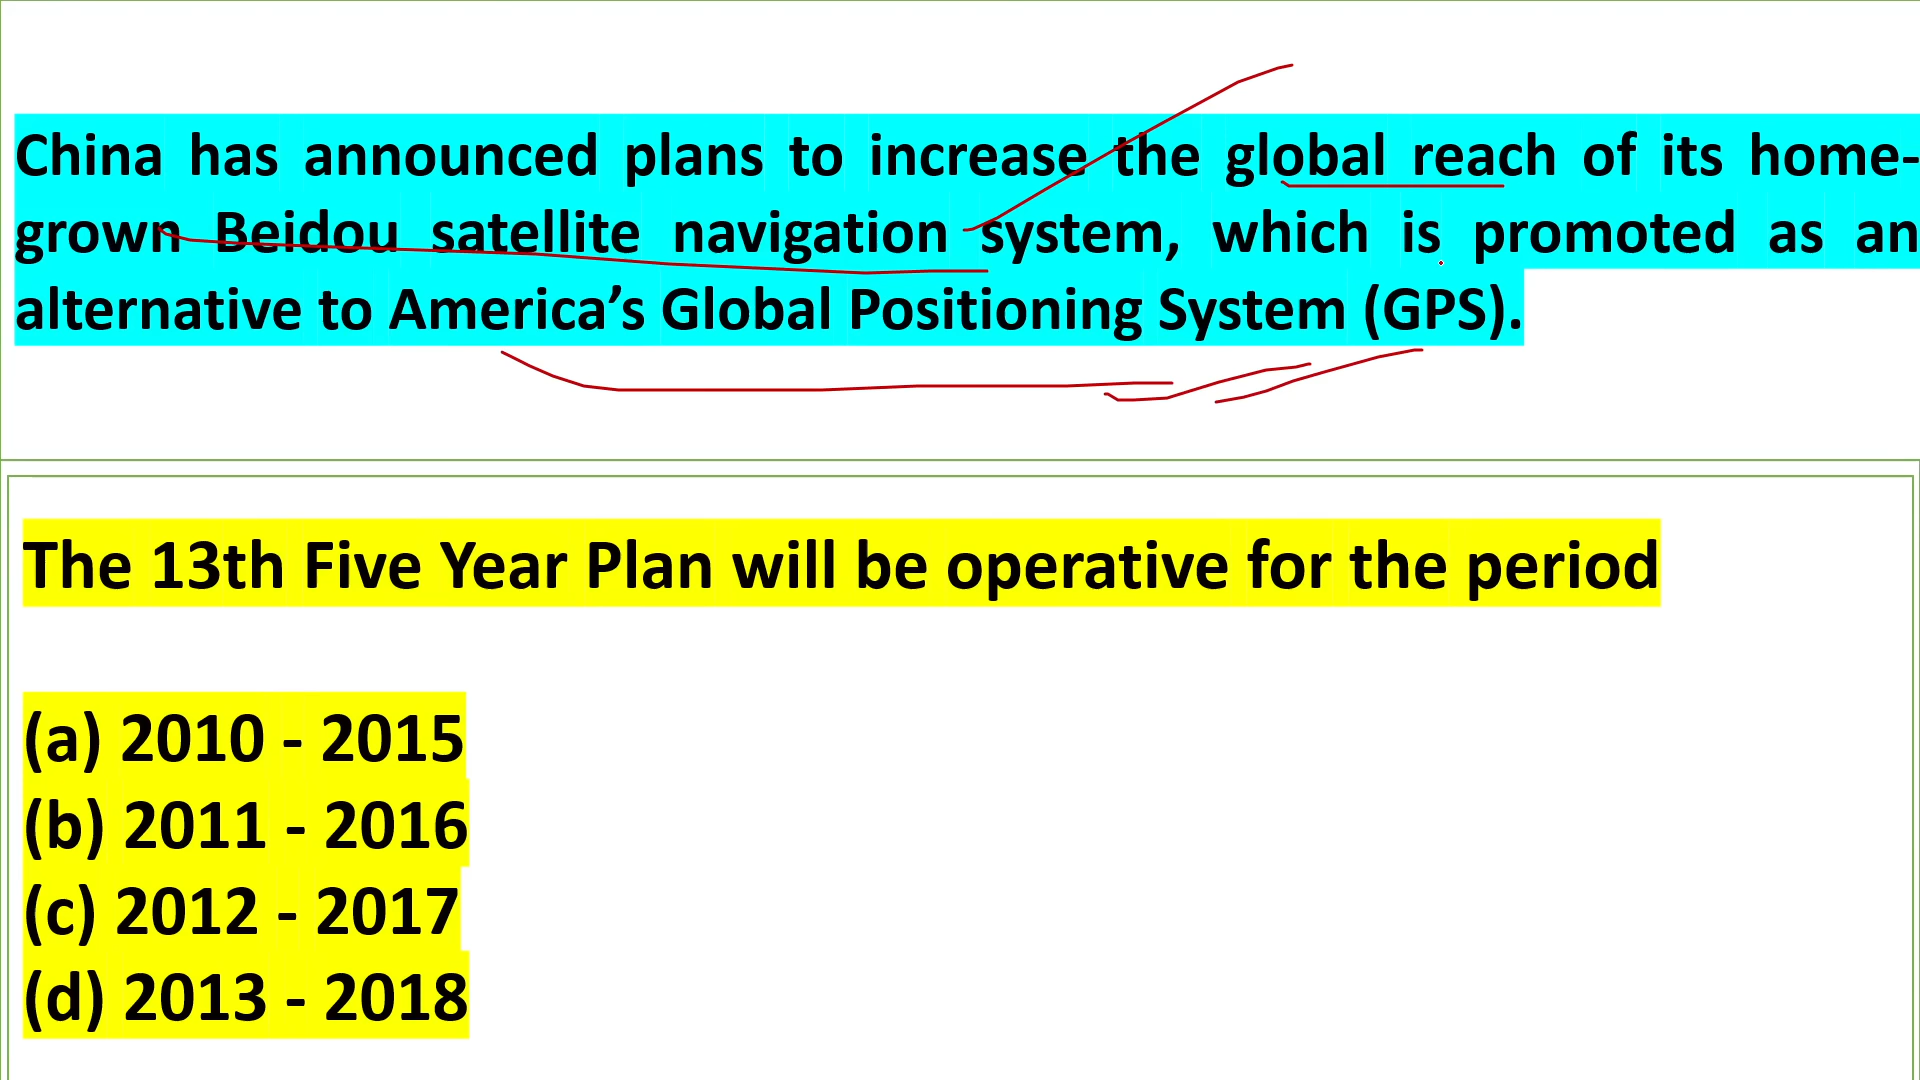 China has announced plans to increase the global reach of its home-
grown Beidou satellite navigation system, which is promoted as an
alternative to America’s Global Positioning System (GPS).
The 13th Five Year Plan will be operative for the period
(a) 2010 - 2015
(b) 2011 - 2016
(c) 2012 - 2017
(d) 2013 - 2018